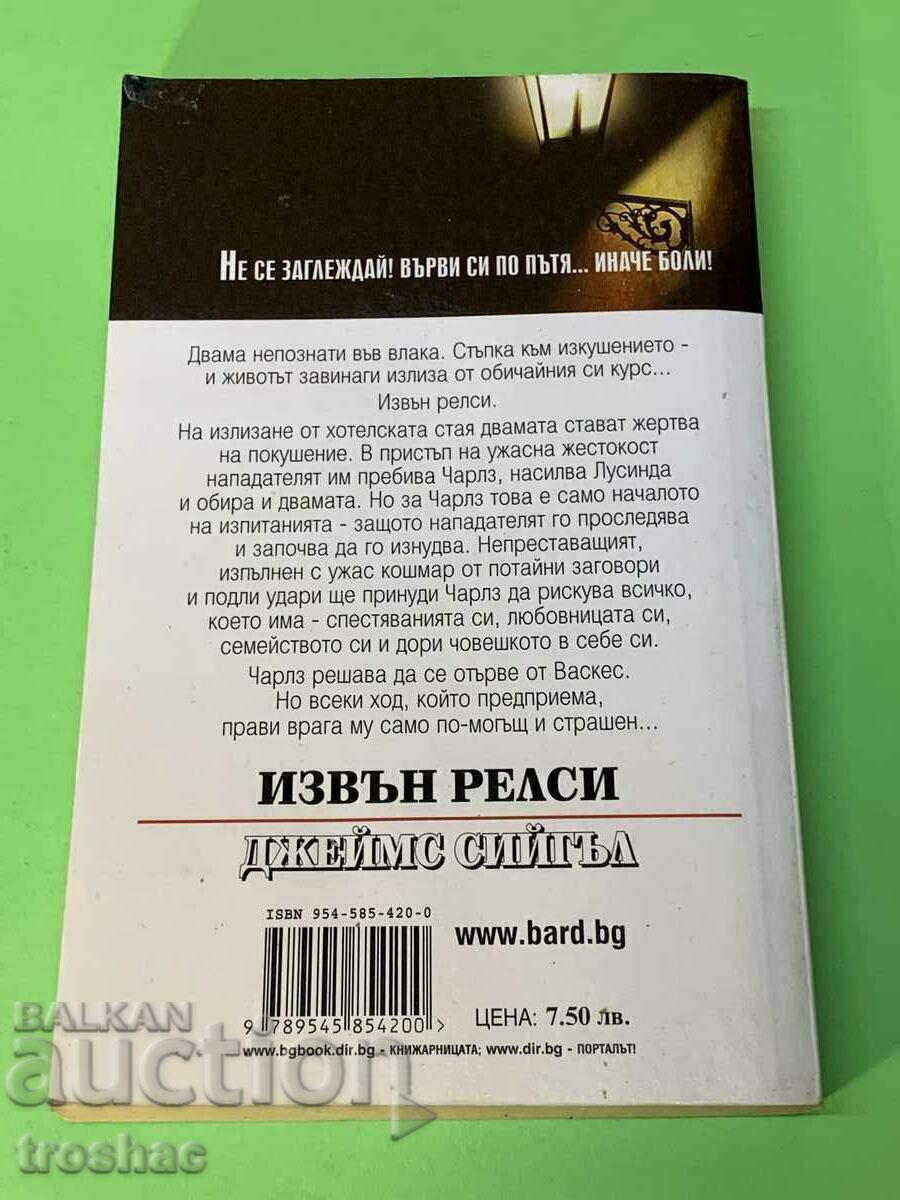 НЕ СЕ ЗАГЛЕЖДАЙ! ВЪРВИ СИ ПО ПЪТЯ... ИНАЧЕ БОЛИ!
Двама непознати във влака. Стъпка към изкушението -
и животът завинаги излиза от обичайния си курс...
Извън релси.
На излизане от хотелската стая двамата стават жертва
на покушение. В пристъп на ужасна жестокост
нападателят им пребива Чарлз, насилва Лусинда
и обира и двамата. Но за Чарлз това е само началото
на изпитанията - защото нападателят го проследява
и започва да го изнудва. Непреставащият,
изпълнен с ужас кошмар от потайни заговори
и подли удари ще принуди Чарлз да рискува всичко,
което има - спестяванията си, любовницата си,
семейството си и дори човешкото в себе си.
Чарлз решава да се отърве от Васкес.
Но всеки ход, който предприема,
прави врага му само по-могъщ и страшен...
ИЗВЪН РЕЛСИ
ДЖЕЙМС СИЙГЪЛ
ISBN 954-585-420-0
www.bard.bg
9 789545 854200 >
ЦЕНА: 7.50 лв.
www.bgbook.dir.bg - КНИЖАРНИЦАТА; www.dir.bg - ПОРТАЛЪТ!
BALKAN
auction
troshac